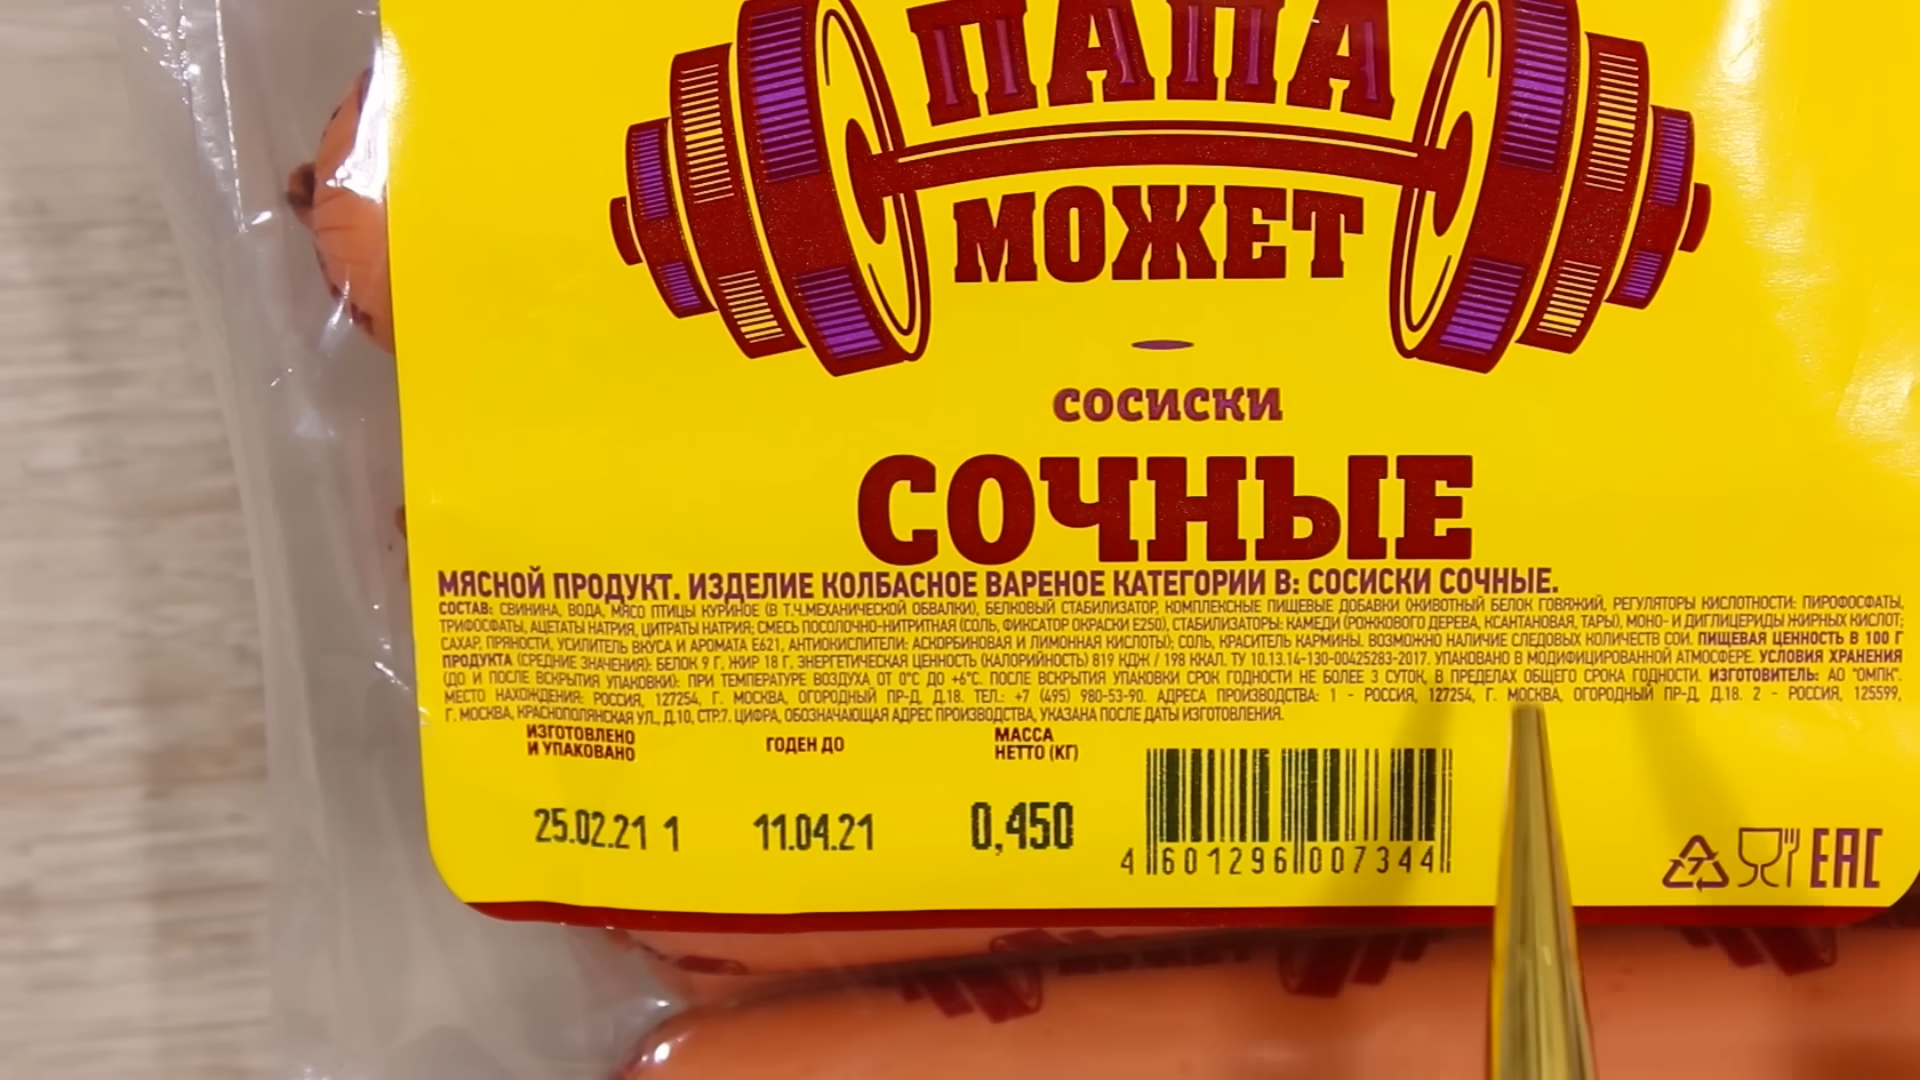 ПАПА
МОЖЕТ
СОСИСКИ
СОЧНЫЕ
МЯСНОЙ ПРОДУКТ. ИЗДЕЛИЕ КОЛБАСНОЕ ВАРЕНОЕ КАТЕГОРИИ В: СОСИСКИ СОЧНЫЕ.
СОСТАВ: СВИНИНА, ВОДА, МЯСО ПТИЦЫ КУРИНОЕ (В Т.Ч.МЕХАНИЧЕСКОЙ ОБВАЛКИ), БЕЛКОВЫЙ СТАБИЛИЗАТОР, КОМПЛЕКСНЫЕ ПИЩЕВЫЕ ДОБАВКИ (ЖИВОТНЫЙ БЕЛОК ГОВЯЖИЙ, РЕГУЛЯТОРЫ КИСЛОТНОСТИ: ПИРОФОСФАТЫ,
ТРИФОСФАТЫ, АЦЕТАТЫ НАТРИЯ, ЦИТРАТЫ НАТРИЯ; СМЕСЬ ПОСОЛОЧНО-НИТРИТНАЯ (СОЛЬ, ФИКСАТОР ОКРАСКИ Е250), СТАБИЛИЗАТОРЫ: КАМЕДИ (РОЖКОВОГО ДЕРЕВА, КСАНТАНОВАЯ, ТАРЫ), МОНО- И ДИГЛИЦЕРИДЫ ЖИРНЫХ КИСЛОТ;
САХАР, ПРЯНОСТИ, УСИЛИТЕЛЬ ВКУСА И АРОМАТА Е621, АНТИОКИСЛИТЕЛИ: АСКОРБИНОВАЯ И ЛИМОННАЯ КИСЛОТЫ); СОЛЬ, КРАСИТЕЛЬ КАРМИНЫ. ВОЗМОЖНО НАЛИЧИЕ СЛЕДОВЫХ КОЛИЧЕСТВ СОИ. ПИЩЕВАЯ ЦЕННОСТЬ В 100 Г
ПРОДУКТА (СРЕДНИЕ ЗНАЧЕНИЯ): БЕЛОК 9 Г, ЖИР 18 Г. ЭНЕРГЕТИЧЕСКАЯ ЦЕННОСТЬ (КАЛОРИЙНОСТЬ) 819 КДЖ / 198 ККАЛ. ТУ 10.13.14-130-00425283-2017. УПАКОВАНО В МОДИФИЦИРОВАННОЙ АТМОСФЕРЕ. УСЛОВИЯ ХРАНЕНИЯ
(ДО И ПОСЛЕ ВСКРЫТИЯ УПАКОВКИ): ПРИ ТЕМПЕРАТУРЕ ВОЗДУХА ОТ 0°С ДО +6°С. ПОСЛЕ ВСКРЫТИЯ УПАКОВКИ СРОК ГОДНОСТИ НЕ БОЛЕЕ 3 СУТОК, В ПРЕДЕЛАХ ОБЩЕГО СРОКА ГОДНОСТИ. ИЗГОТОВИТЕЛЬ: АО "ОМПК".
МЕСТО НАХОЖДЕНИЯ: РОССИЯ, 127254, Г. МОСКВА, ОГОРОДНЫЙ ПР-Д, Д.18. ТЕЛ.: +7 (495) 980-53-90. АДРЕСА ПРОИЗВОДСТВА: 1 - РОССИЯ, 127254, Г. МОСКВА, ОГОРОДНЫЙ ПР-Д, Д.18. 2 - РОССИЯ, 125599,
Г. МОСКВА, КРАСНОПОЛЯНСКАЯ УЛ., Д.10, СТР.7. ЦИФРА, ОБОЗНАЧАЮЩАЯ АДРЕС ПРОИЗВОДСТВА, УКАЗАНА ПОСЛЕ ДАТЫ ИЗГОТОВЛЕНИЯ.
ИЗГОТОВЛЕНО
И УПАКОВАНО
ГОДЕН ДО
МАССА
НЕТТО (КГ)
25.02.21 1
11.04.21
0,450
4 601296 007344
7
EAC
МОЖЕТ